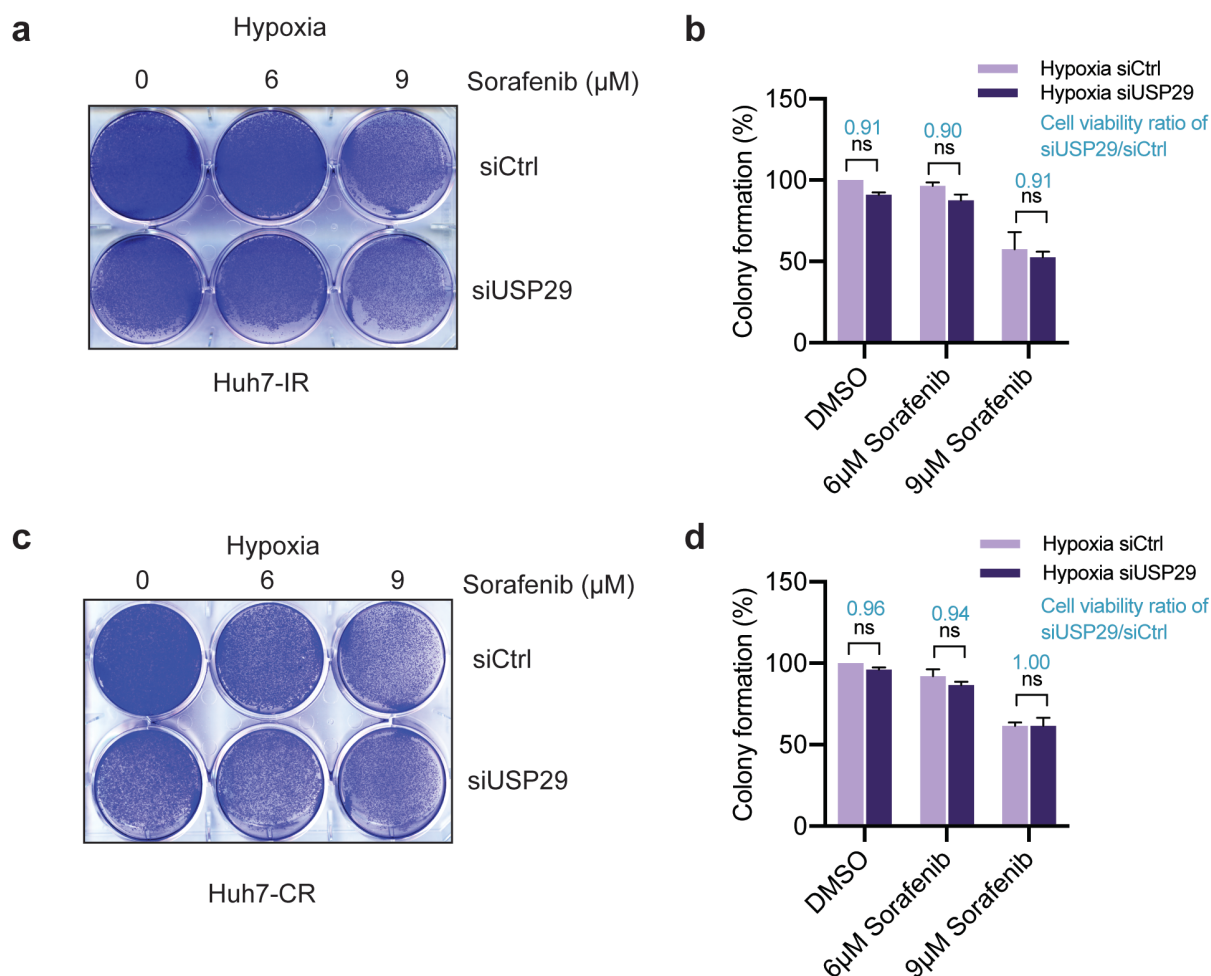 a
Hypoxia
0 6 9 Sorafenib (µM)
siCtrl
siUSP29
Huh7-IR
b
Hypoxia siCtrl
Hypoxia siUSP29
Cell viability ratio of
siUSP29/siCtrl
Colony formation (%)
150
100
50
0
0.91
ns
0.90
ns
0.91
ns
DMSO
6µM Sorafenib
9µM Sorafenib
c
Hypoxia
0 6 9 Sorafenib (µM)
siCtrl
siUSP29
Huh7-CR
d
Hypoxia siCtrl
Hypoxia siUSP29
Cell viability ratio of
siUSP29/siCtrl
Colony formation (%)
150
100
50
0
0.96
ns
0.94
ns
1.00
ns
DMSO
6µM Sorafenib
9µM Sorafenib